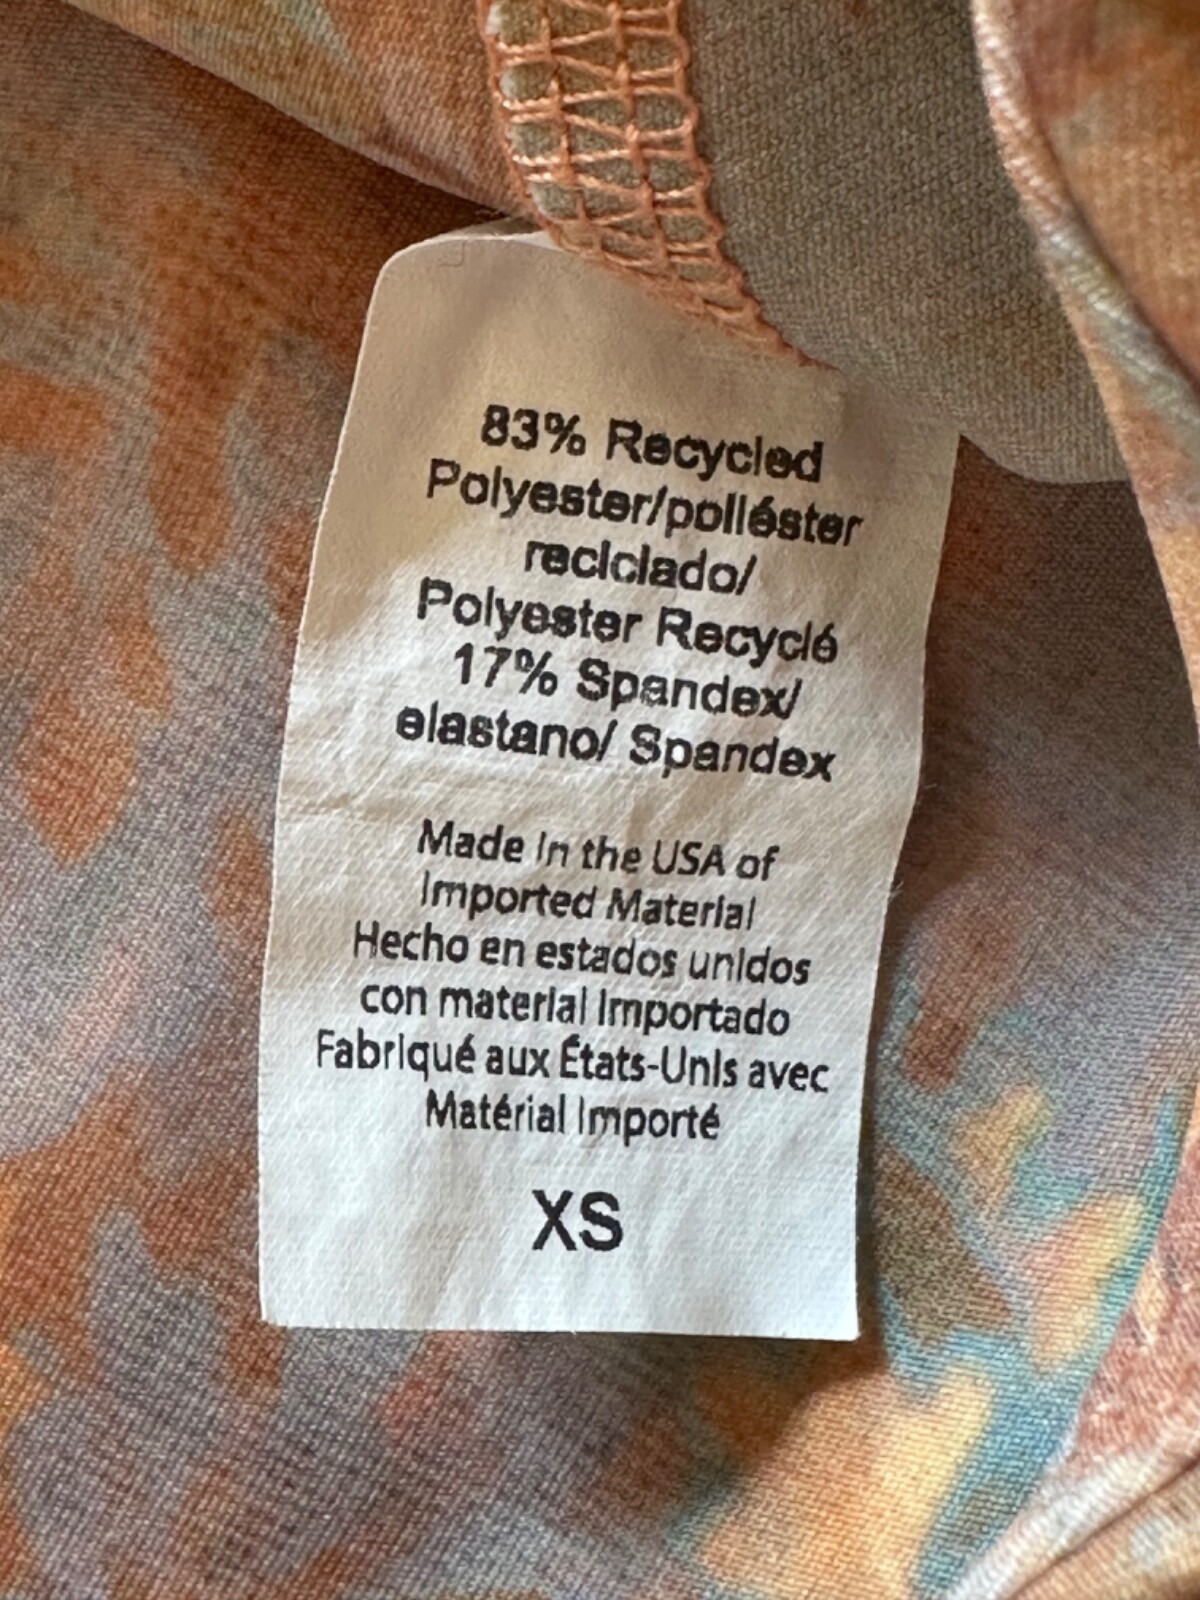 83% Recycled
Polyester/poliéster
reciclado/
Polyester Recyclé
17% Spandex/
elastano/ Spandex
Made in the USA of
Imported Material
Hecho en estados unidos
con material importado
Fabriqué aux États-Unis avec
Matérial Importé
XS